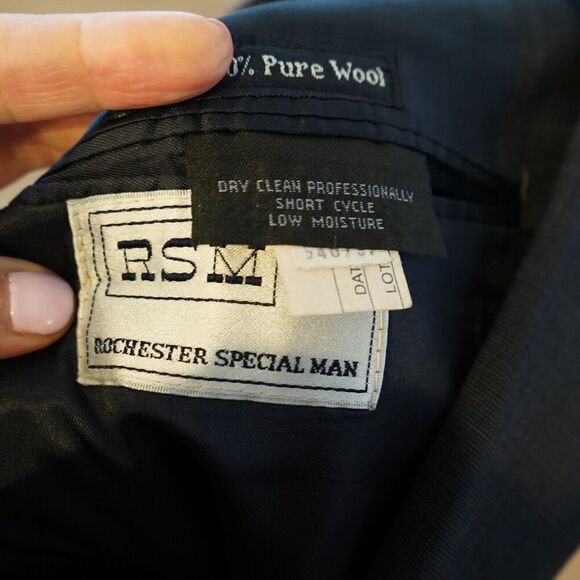 % Pure Wool
DRY CLEAN PROFESSIONALLY
SHORT CYCLE
LOW MOISTURE
RSM
DAT
LOT
ROCHESTER SPECIAL MAN